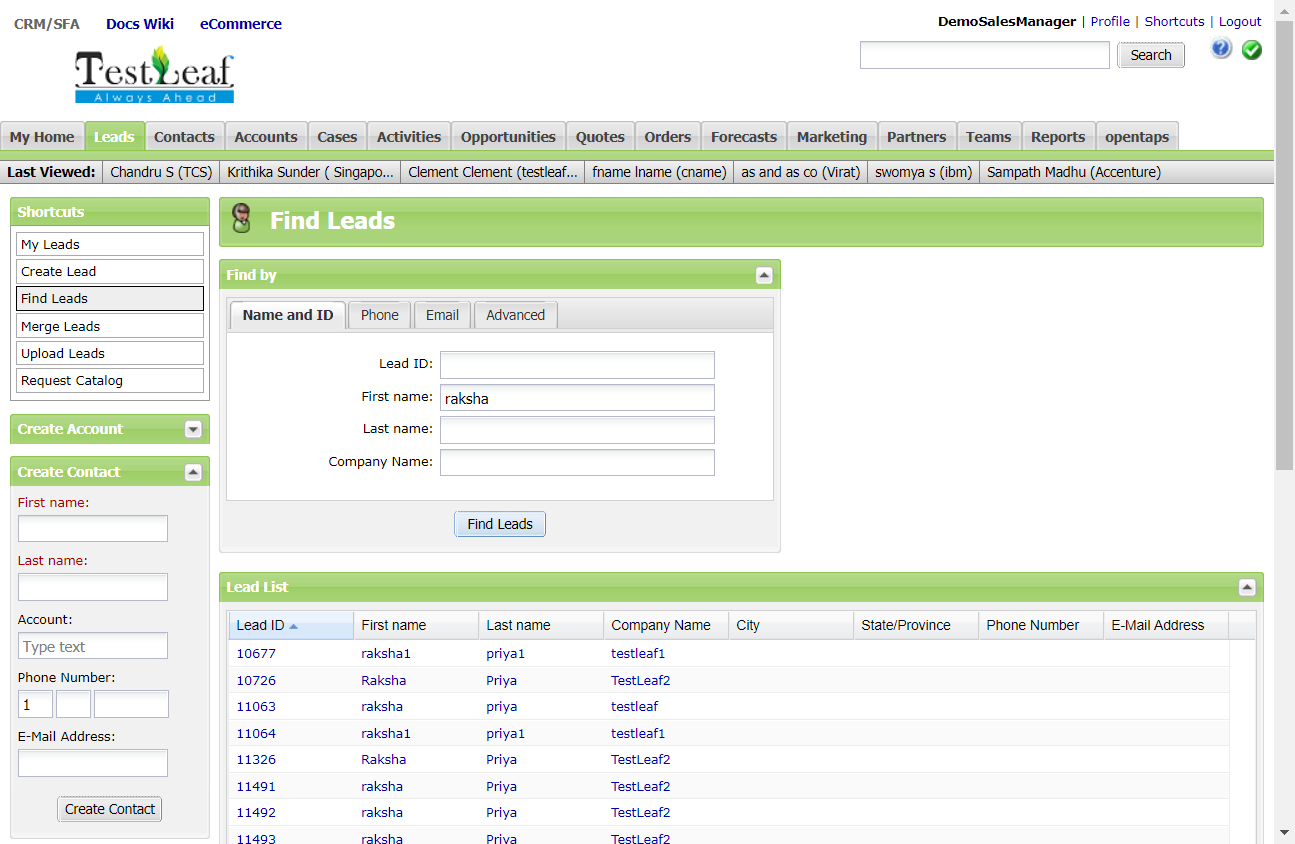 CRM/SFA Docs Wiki eCommerce
DemoSalesManager | Profile | Shortcuts | Logout
Search
TestLeaf
Always Ahead
My Home Leads Contacts Accounts Cases Activities Opportunities Quotes Orders Forecasts Marketing Partners Teams Reports opentaps
Last Viewed: Chandru S (TCS) Krithika Sunder ( Singapo... Clement Clement (testleaf... fname lname (cname) as and as co (Virat) swomya s (ibm) Sampath Madhu (Accenture)
Shortcuts
My Leads
Create Lead
Find Leads
Merge Leads
Upload Leads
Request Catalog
Create Account
Create Contact
First name:
Last name:
Account:
Type text
Phone Number:
1
E-Mail Address:
Create Contact
Find Leads
Find by
Name and ID Phone Email Advanced
Lead ID:
First name: raksha
Last name:
Company Name:
Find Leads
Lead List
Lead ID First name Last name Company Name City State/Province Phone Number E-Mail Address
10677 raksha1 priya1 testleaf1
10726 Raksha Priya TestLeaf2
11063 raksha priya testleaf
11064 raksha1 priya1 testleaf1
11326 Raksha Priya TestLeaf2
11491 raksha Priya TestLeaf2
11492 raksha Priya TestLeaf2
11493 raksha Priya TestLeaf2